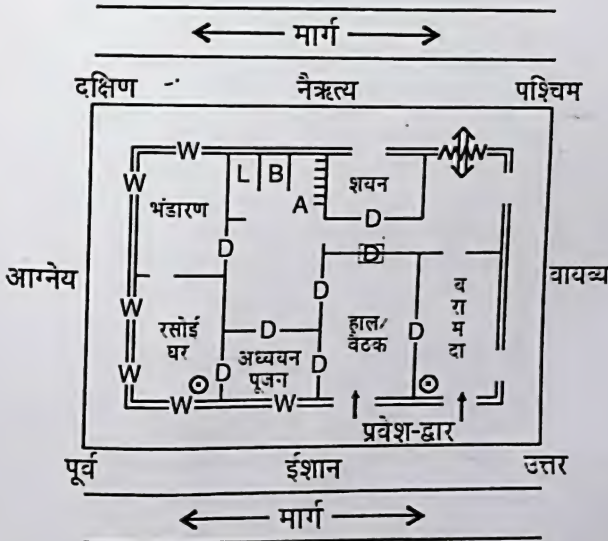 मार्ग
दक्षिण नैऋत्य पश्चिम
W W
W L B शयन
भंडारण A
D
D D
आग्नेय वायव्य
W रसोई D हाल/ D व
घर D अध्ययन बैठक रा
W पूजन D म
D दा
W W
प्रवेश-द्वार
पूर्व ईशान उत्तर
मार्ग